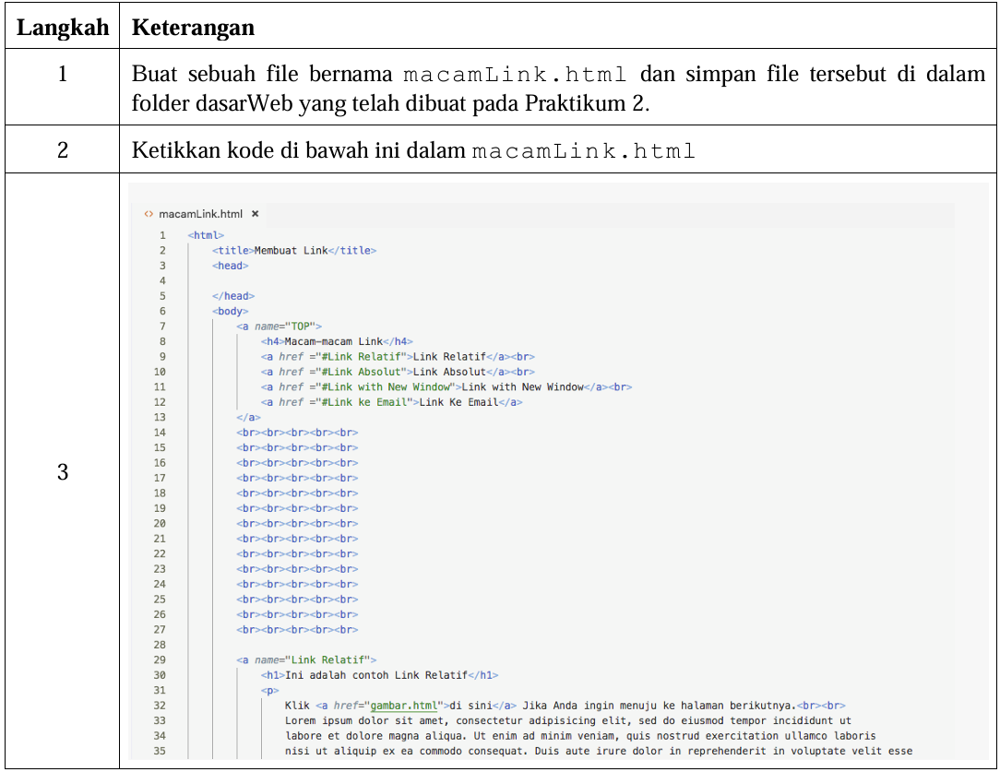 Langkah Keterangan
1 Buat sebuah file bernama macamLink.html dan simpan file tersebut di dalam
folder dasarWeb yang telah dibuat pada Praktikum 2.
2 Ketikkan kode di bawah ini dalam macamLink.html
3
<> macamLink.html ×
1 <html>
2 <title>Membuat Link</title>
3 <head>
4
5 </head>
6 <body>
7 <a name="TOP">
8 <h4>Macam-macam Link</h4>
9 <a href ="#Link Relatif">Link Relatif</a><br>
10 <a href ="#Link Absolut">Link Absolut</a><br>
11 <a href ="#Link with New Window">Link with New Window</a><br>
12 <a href ="#Link ke Email">Link Ke Email</a>
13 </a>
14 <br><br><br><br><br>
15 <br><br><br><br><br>
16 <br><br><br><br><br>
17 <br><br><br><br><br>
18 <br><br><br><br><br>
19 <br><br><br><br><br>
20 <br><br><br><br><br>
21 <br><br><br><br><br>
22 <br><br><br><br><br>
23 <br><br><br><br><br>
24 <br><br><br><br><br>
25 <br><br><br><br><br>
26 <br><br><br><br><br>
27 <br><br><br><br><br>
28
29 <a name="Link Relatif">
30 <h1>Ini adalah contoh Link Relatif</h1>
31 <p>
32 Klik <a href="gambar.html">di sini</a> Jika Anda ingin menuju ke halaman berikutnya.<br><br>
33 Lorem ipsum dolor sit amet, consectetur adipisicing elit, sed do eiusmod tempor incididunt ut
34 labore et dolore magna aliqua. Ut enim ad minim veniam, quis nostrud exercitation ullamco laboris
35 nisi ut aliquip ex ea commodo consequat. Duis aute irure dolor in reprehenderit in voluptate velit esse